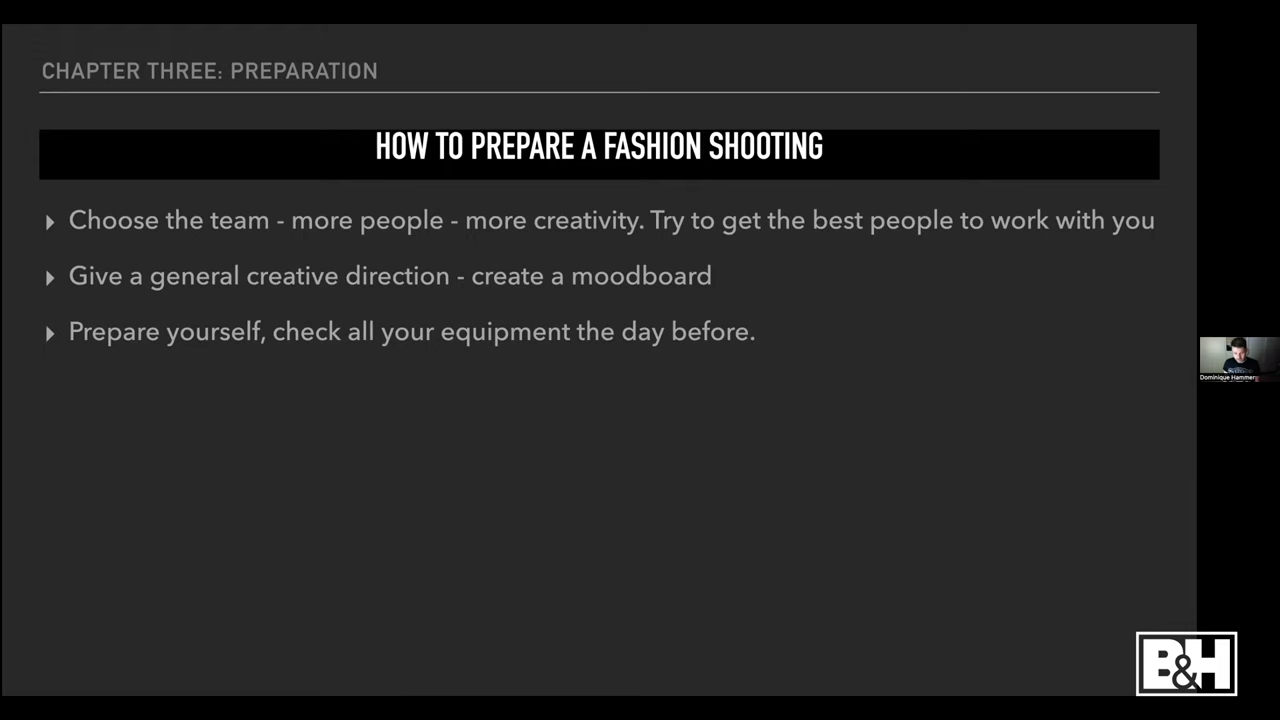 CHAPTER THREE: PREPARATION
HOW TO PREPARE A FASHION SHOOTING
Choose the team - more people - more creativity. Try to get the best people to work with you
Give a general creative direction - create a moodboard
Prepare yourself, check all your equipment the day before.
Dominique Hammer
B&H